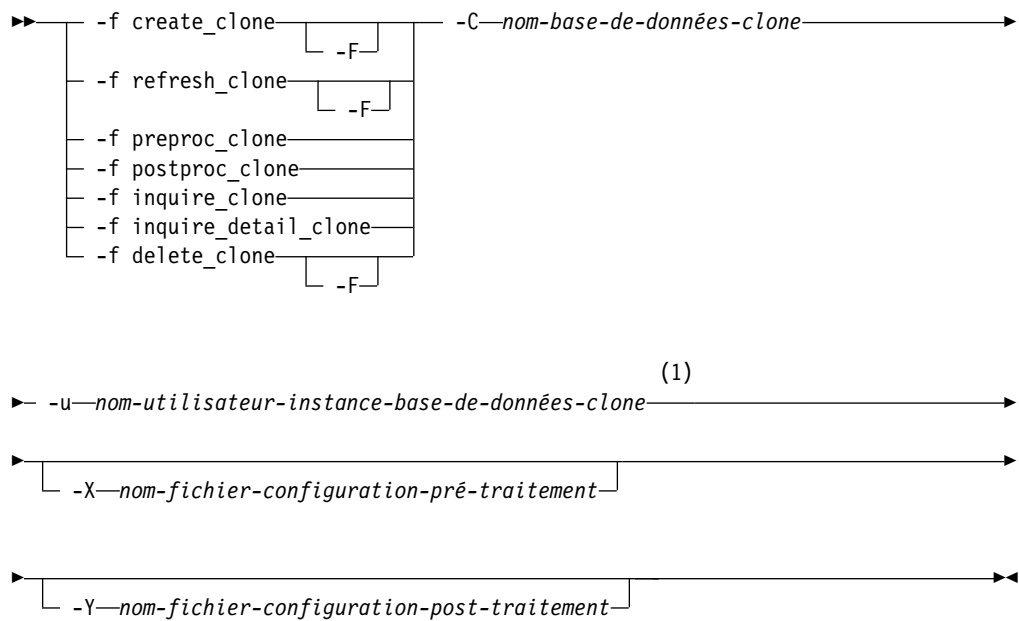 -f create_clone -C nom-base-de-données-clone
-F
-f refresh_clone
-F
-f preproc_clone
-f postproc_clone
-f inquire_clone
-f inquire_detail_clone
-f delete_clone
-F
(1)
-u nom-utilisateur-instance-base-de-données-clone
-X nom-fichier-configuration-pré-traitement
-Y nom-fichier-configuration-post-traitement